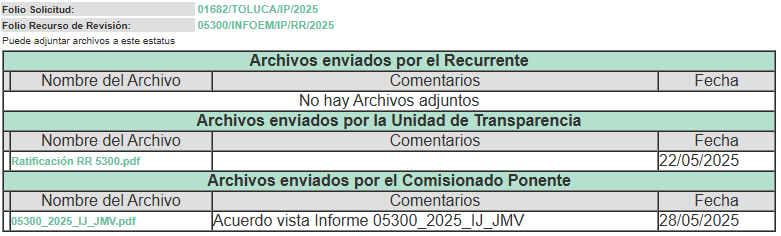 Folio Solicitud: 01682/TOLUCA/IP/2025
Folio Recurso de Revisión: 05300/INFOEM/IP/RR/2025
Puede adjuntar archivos a este estatus
Archivos enviados por el Recurrente
Nombre del Archivo Comentarios Fecha
No hay Archivos adjuntos
Archivos enviados por la Unidad de Transparencia
Nombre del Archivo Comentarios Fecha
Ratificación RR 5300.pdf 22/05/2025
Archivos enviados por el Comisionado Ponente
Nombre del Archivo Comentarios Fecha
05300_2025_IJ_JMV.pdf Acuerdo vista Informe 05300_2025_IJ_JMV 28/05/2025